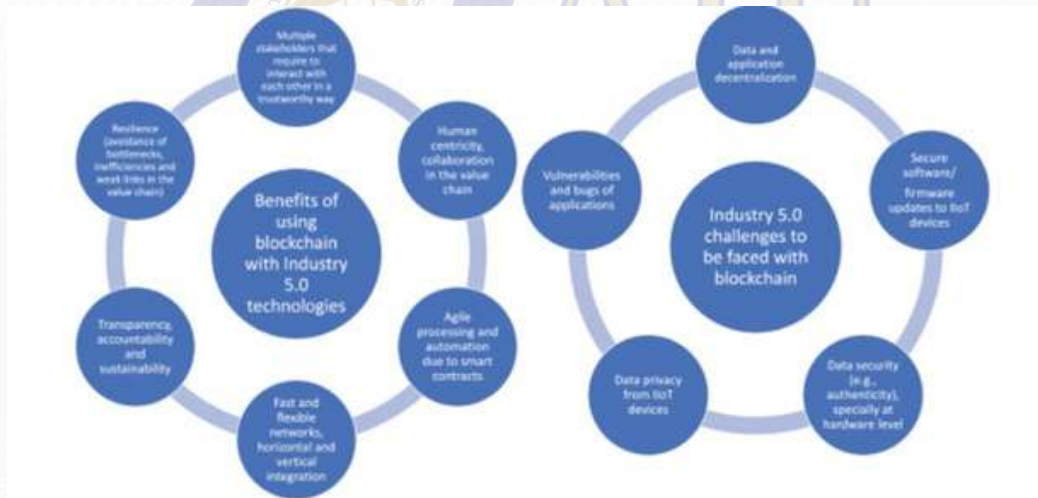 Multiple
stakeholders that
require to
interact with
each other in a
trustworthy way
Human
centricity,
collaboration in
the value
chain
Agile
processing and
automation
due to smart
contracts
Fast and
flexible
networks,
horizontal and
vertical
integration
Transparency,
accountability
and
sustainability
Resilience
(avoidance of
bottlenecks,
inefficiencies and
weak links in the
value chain)
Benefits of
using
blockchain
with Industry
5.0
technologies
Data and
application
decentralization
Secure
software/
firmware
updates to IIoT
devices
Data security
(e.g.,
authenticity),
specially at
hardware level
Data privacy
from IIoT
devices
Vulnerabilities
and bugs of
applications
Industry 5.0
challenges to
be faced with
blockchain